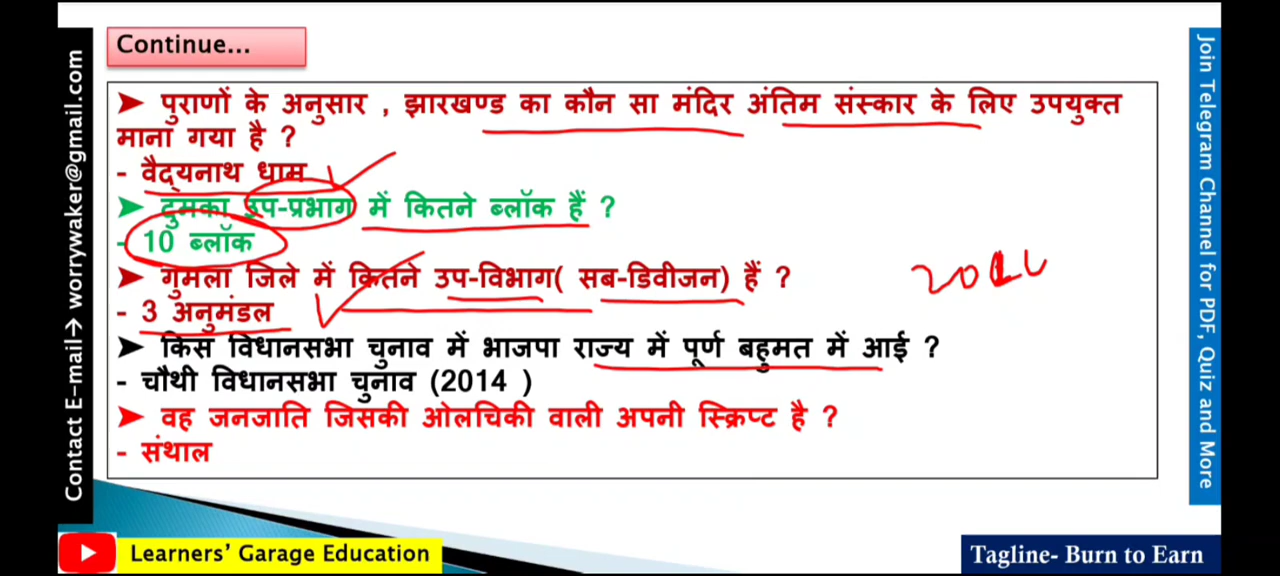 Continue...
➤ पुराणों के अनुसार , झारखण्ड का कौन सा मंदिर अंतिम संस्कार के लिए उपयुक्त
माना गया है ?
- वैद्यनाथ धाम
➤ दुमका उप-प्रभाग में कितने ब्लॉक हैं ?
- 10 ब्लॉक
➤ गुमला जिले में कितने उप-विभाग( सब-डिवीजन) हैं ?
- 3 अनुमंडल
➤ किस विधानसभा चुनाव में भाजपा राज्य में पूर्ण बहुमत में आई ?
- चौथी विधानसभा चुनाव (2014 )
➤ वह जनजाति जिसकी ओलचिकी वाली अपनी स्क्रिप्ट है ?
- संथाल
Contact E-mail→ worrywaker@gmail.com
Join Telegram Channel for PDF, Quiz and More
Learners’ Garage Education
Tagline- Burn to Earn